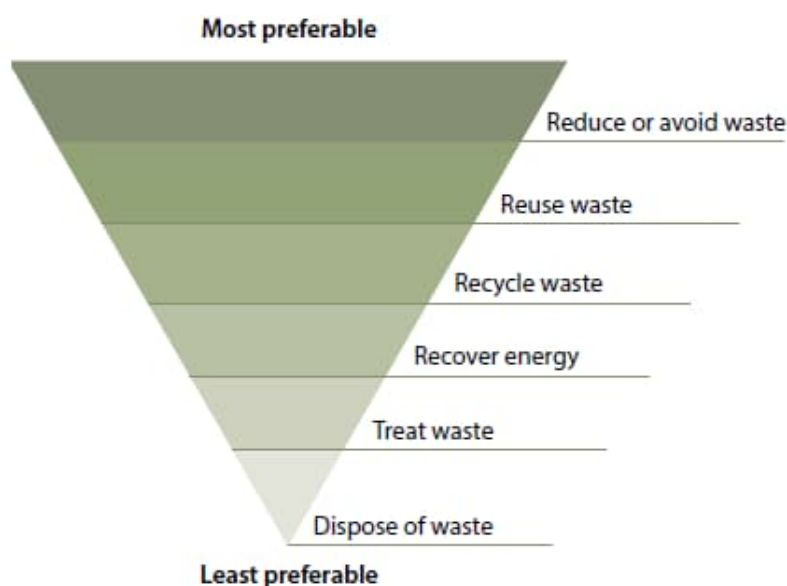 Most preferable
Reduce or avoid waste
Reuse waste
Recycle waste
Recover energy
Treat waste
Dispose of waste
Least preferable